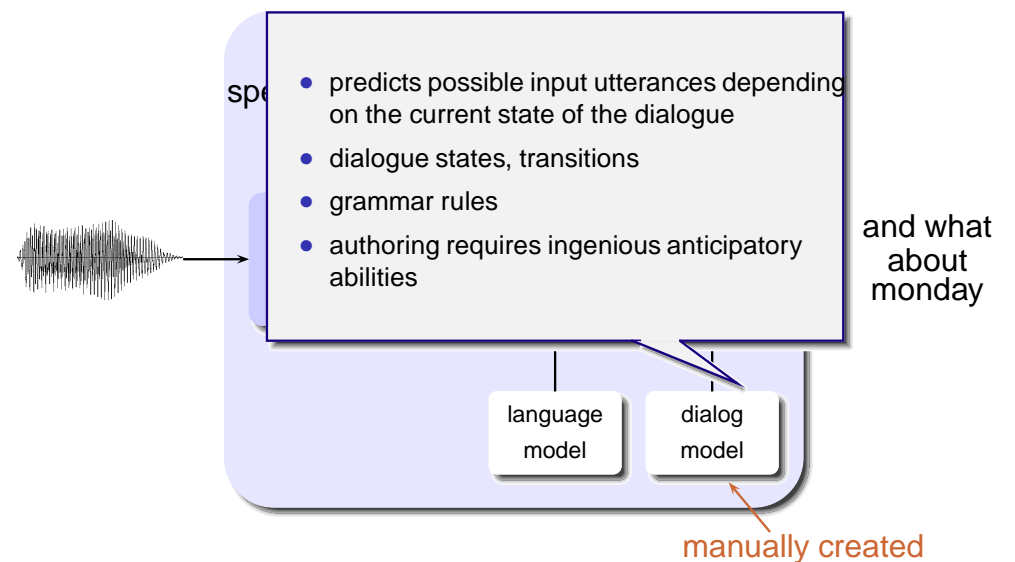 predicts possible input utterances depending
on the current state of the dialogue
dialogue states, transitions
grammar rules
authoring requires ingenious anticipatory
abilities
and what
about
monday
language
model
dialog
model
manually created